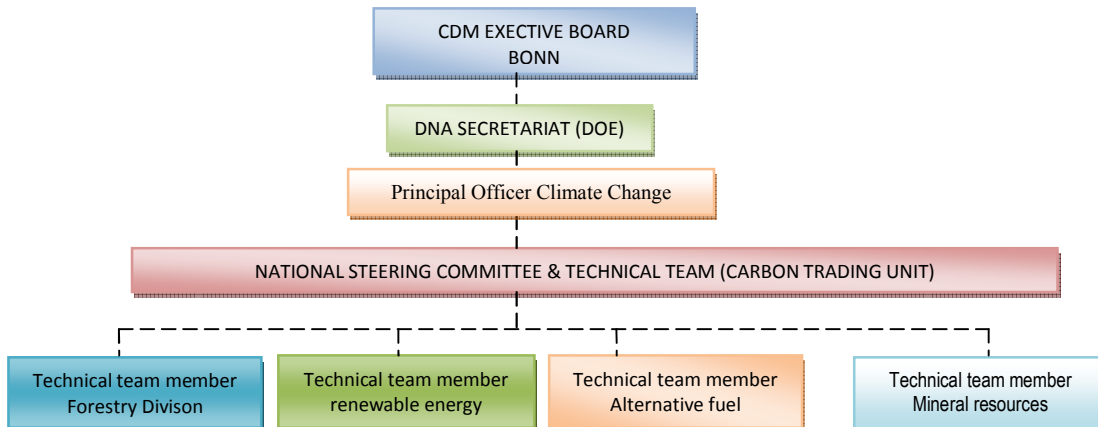 CDM EXECTIVE BOARD
BONN
DNA SECRETARIAT (DOE)
Principal Officer Climate Change
NATIONAL STEERING COMMITTEE & TECHNICAL TEAM (CARBON TRADING UNIT)
Technical team member
Forestry Divison
Technical team member
renewable energy
Technical team member
Alternative fuel
Technical team member
Mineral resources